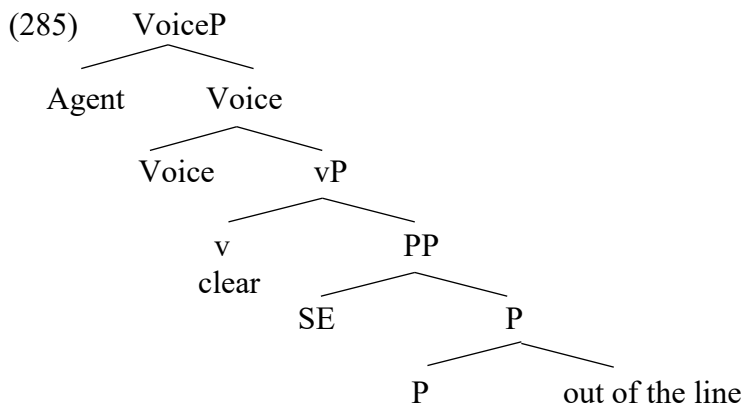 (285) VoiceP
Agent Voice
Voice vP
v PP
clear
SE P
P out of the line